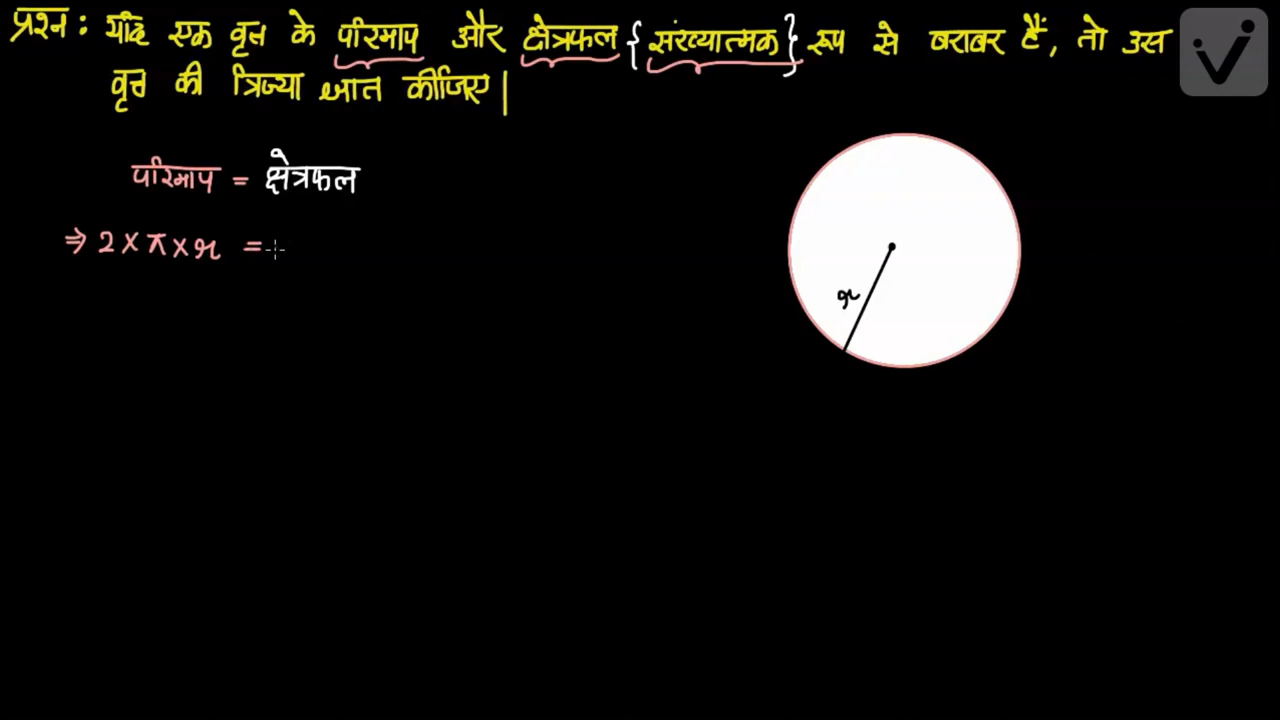 प्रश्न : यदि एक वृत्त के परिमाप और क्षेत्रफल {संख्यात्मक} रूप से बराबर हैं, तो उस
वृत्त की त्रिज्या ज्ञात कीजिए |
परिमाप = क्षेत्रफल
⇒ 2 × π × r =
r